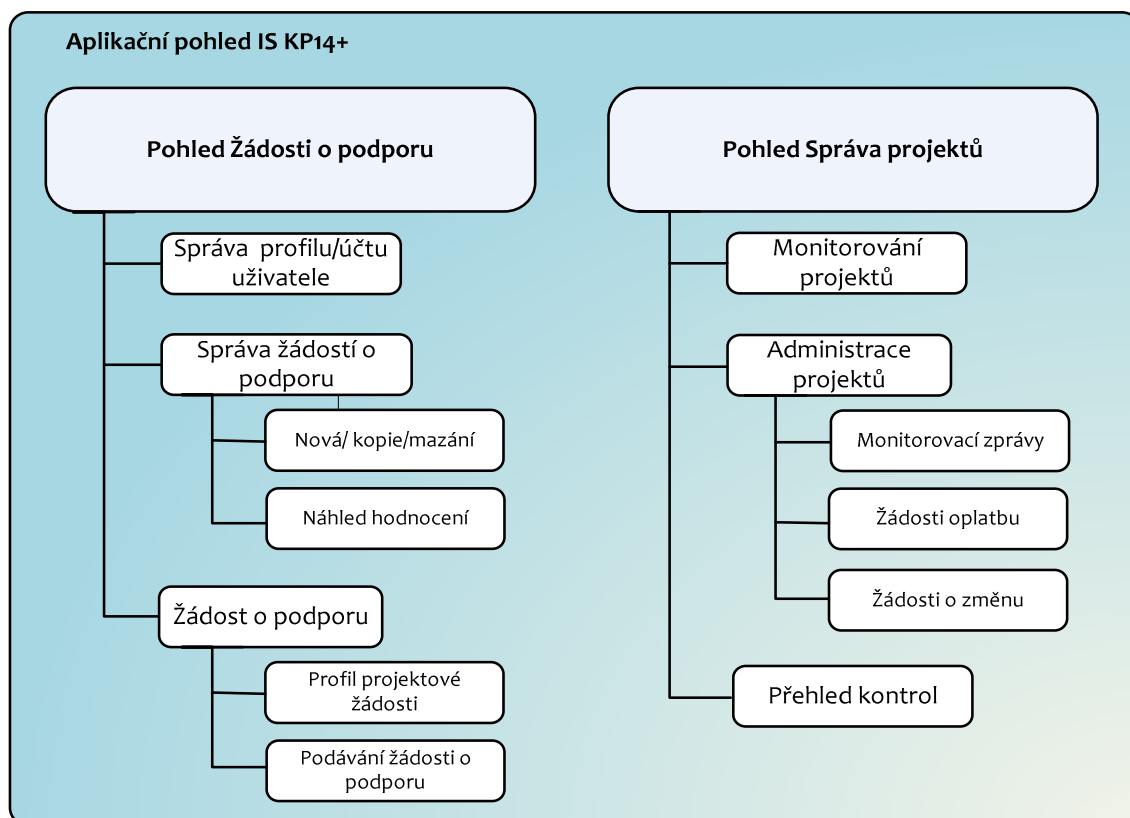 Aplikační pohled IS KP14+
Pohled Žádosti o podporu
Správa profilu/účtu
uživatele
Správa žádostí o
podporu
Nová/ kopie/mazání
Náhled hodnocení
Žádost o podporu
Profil projektové
žádosti
Podávání žádosti o
podporu
Pohled Správa projektů
Monitorování
projektů
Administrace
projektů
Monitorovací zprávy
Žádosti oplatbu
Žádosti o změnu
Přehled kontrol